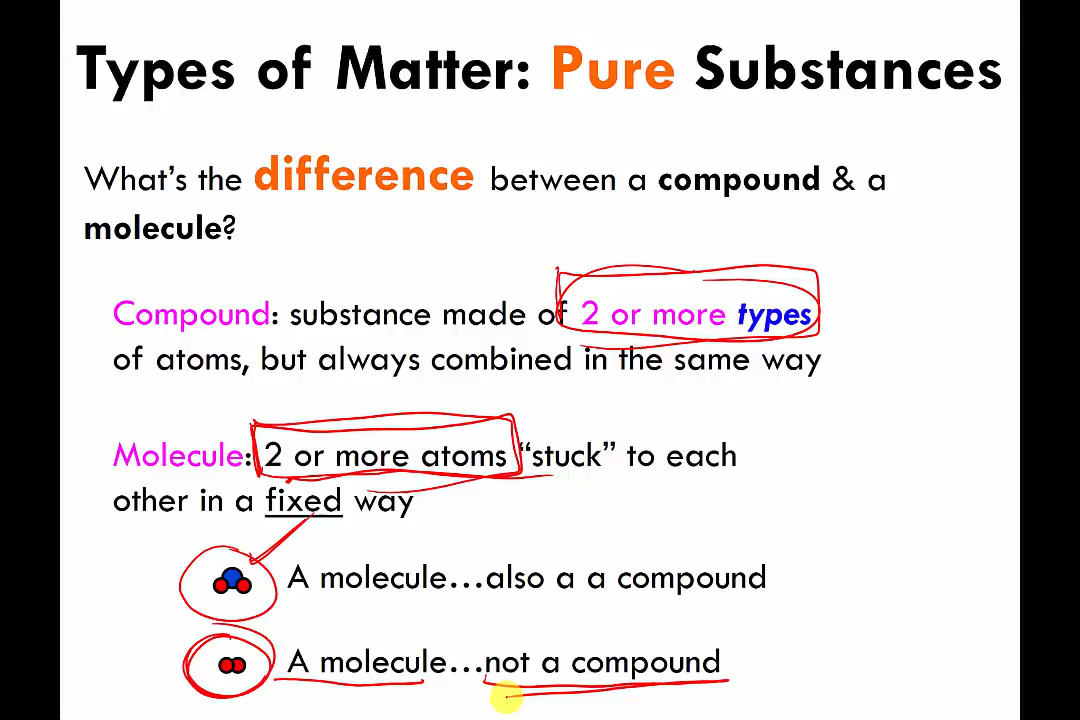 Types of Matter: Pure Substances
What's the difference between a compound & a
molecule?
Compound: substance made of 2 or more types
of atoms, but always combined in the same way
Molecule: 2 or more atoms “stuck” to each
other in a fixed way
A molecule...also a a compound
A molecule...not a compound